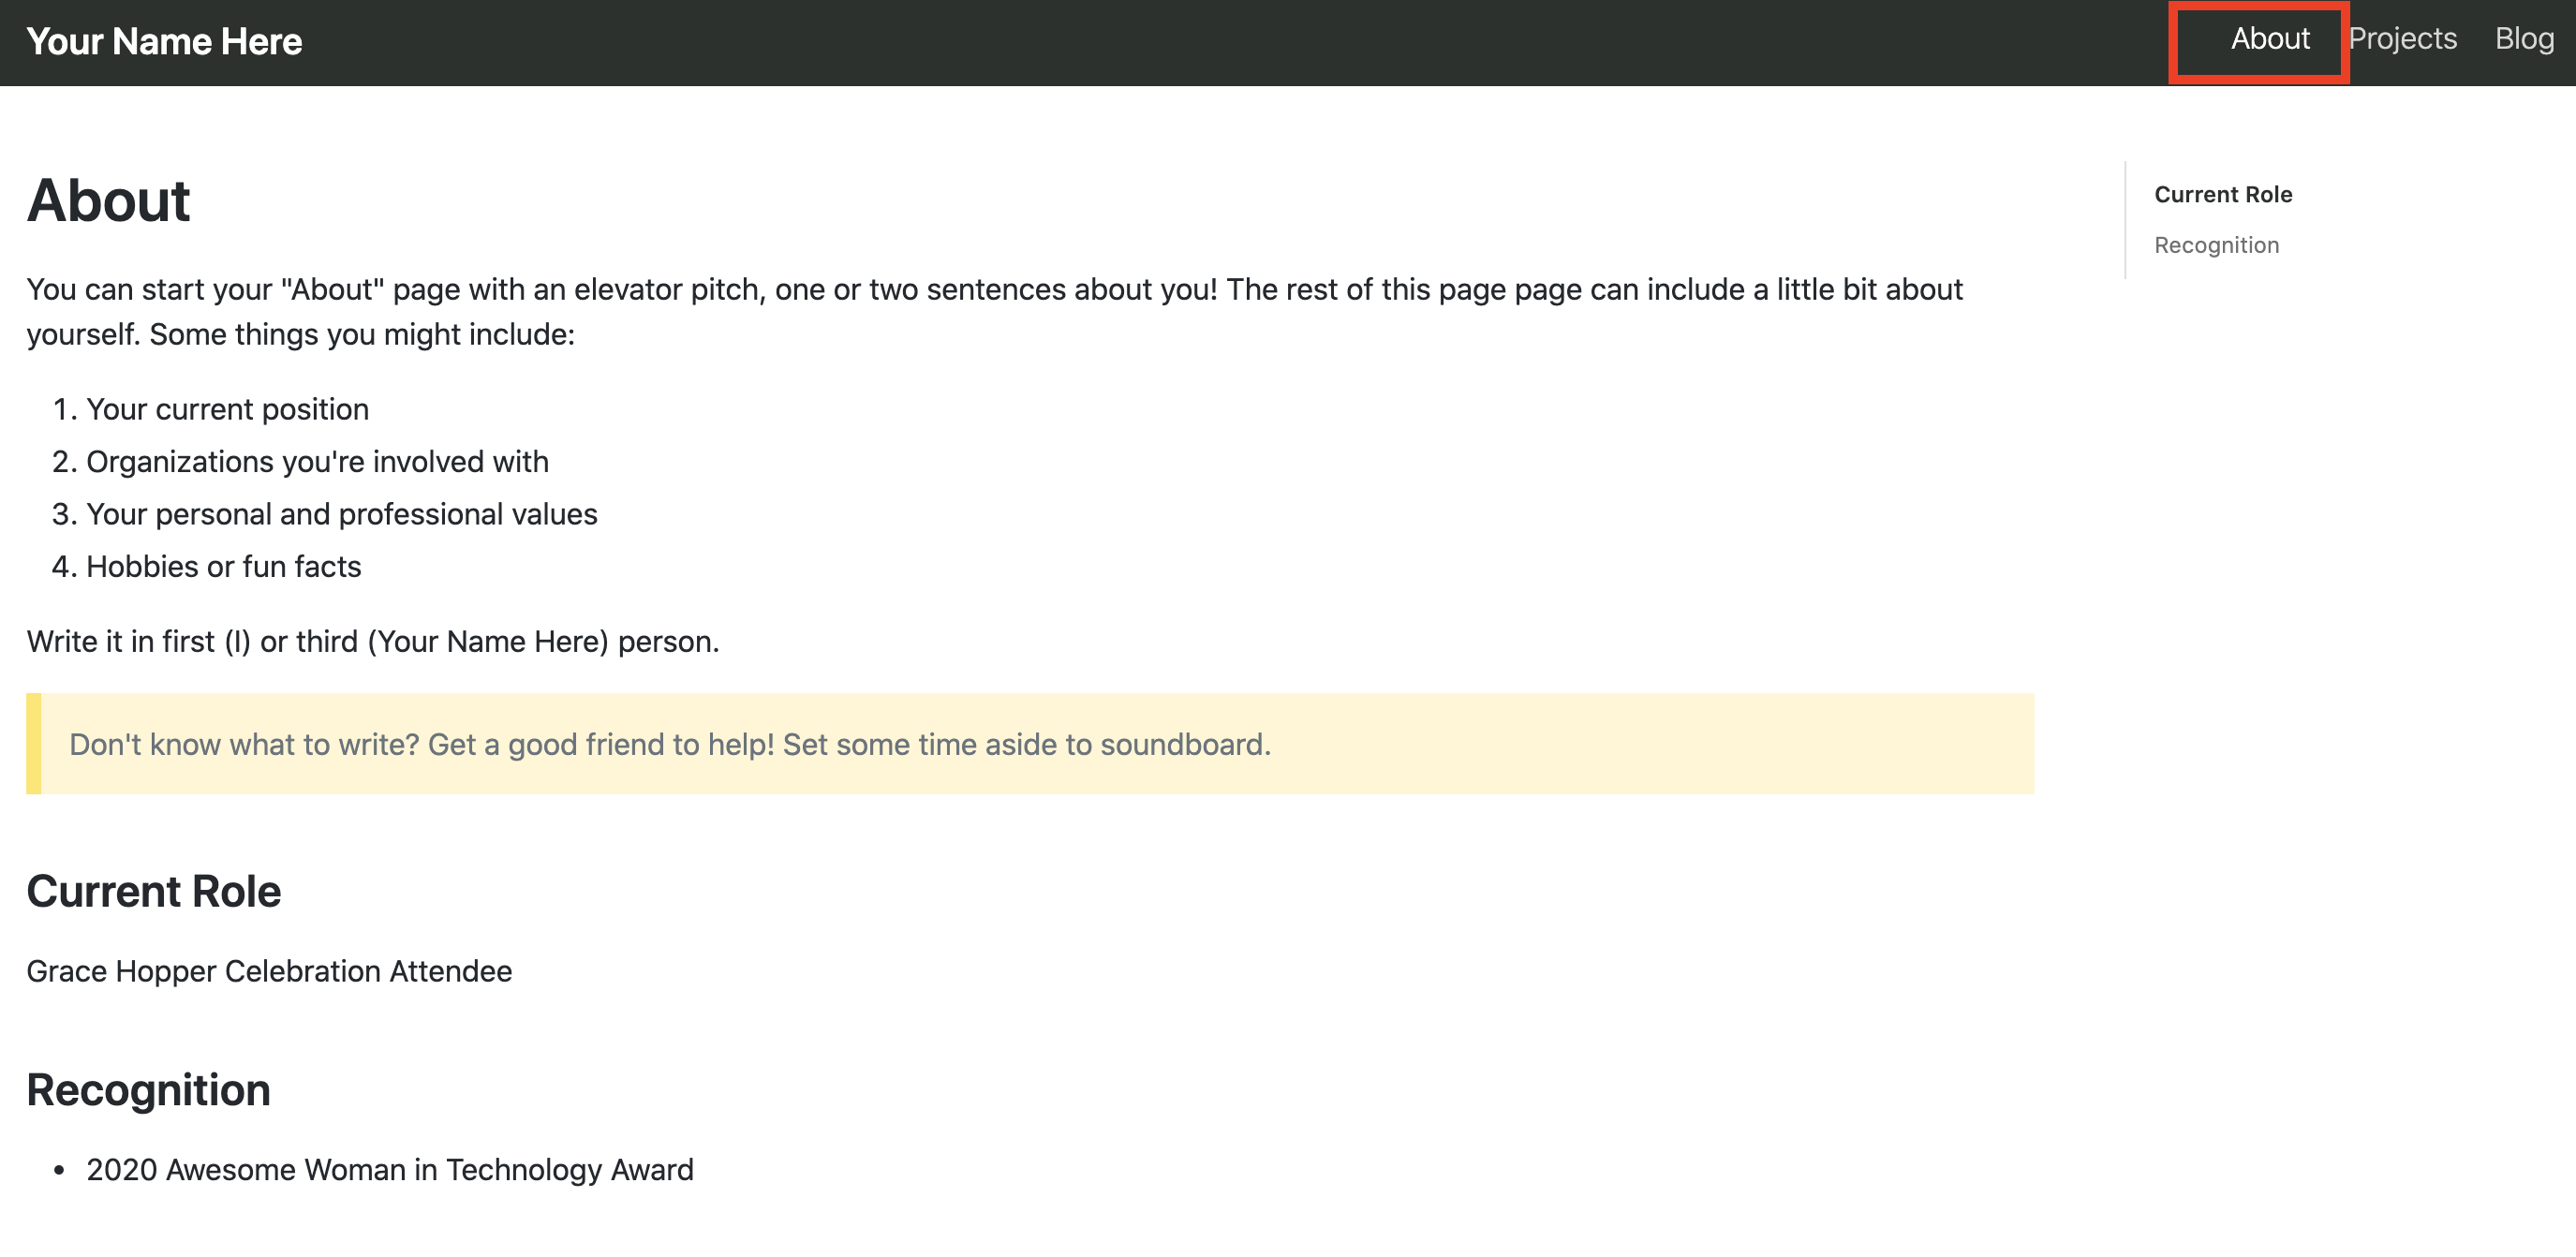 Your Name Here
About Projects Blog
About
You can start your "About" page with an elevator pitch, one or two sentences about you! The rest of this page page can include a little bit about
yourself. Some things you might include:
1. Your current position
2. Organizations you're involved with
3. Your personal and professional values
4. Hobbies or fun facts
Write it in first (I) or third (Your Name Here) person.
Don't know what to write? Get a good friend to help! Set some time aside to soundboard.
Current Role
Grace Hopper Celebration Attendee
Recognition
• 2020 Awesome Woman in Technology Award
Current Role
Recognition